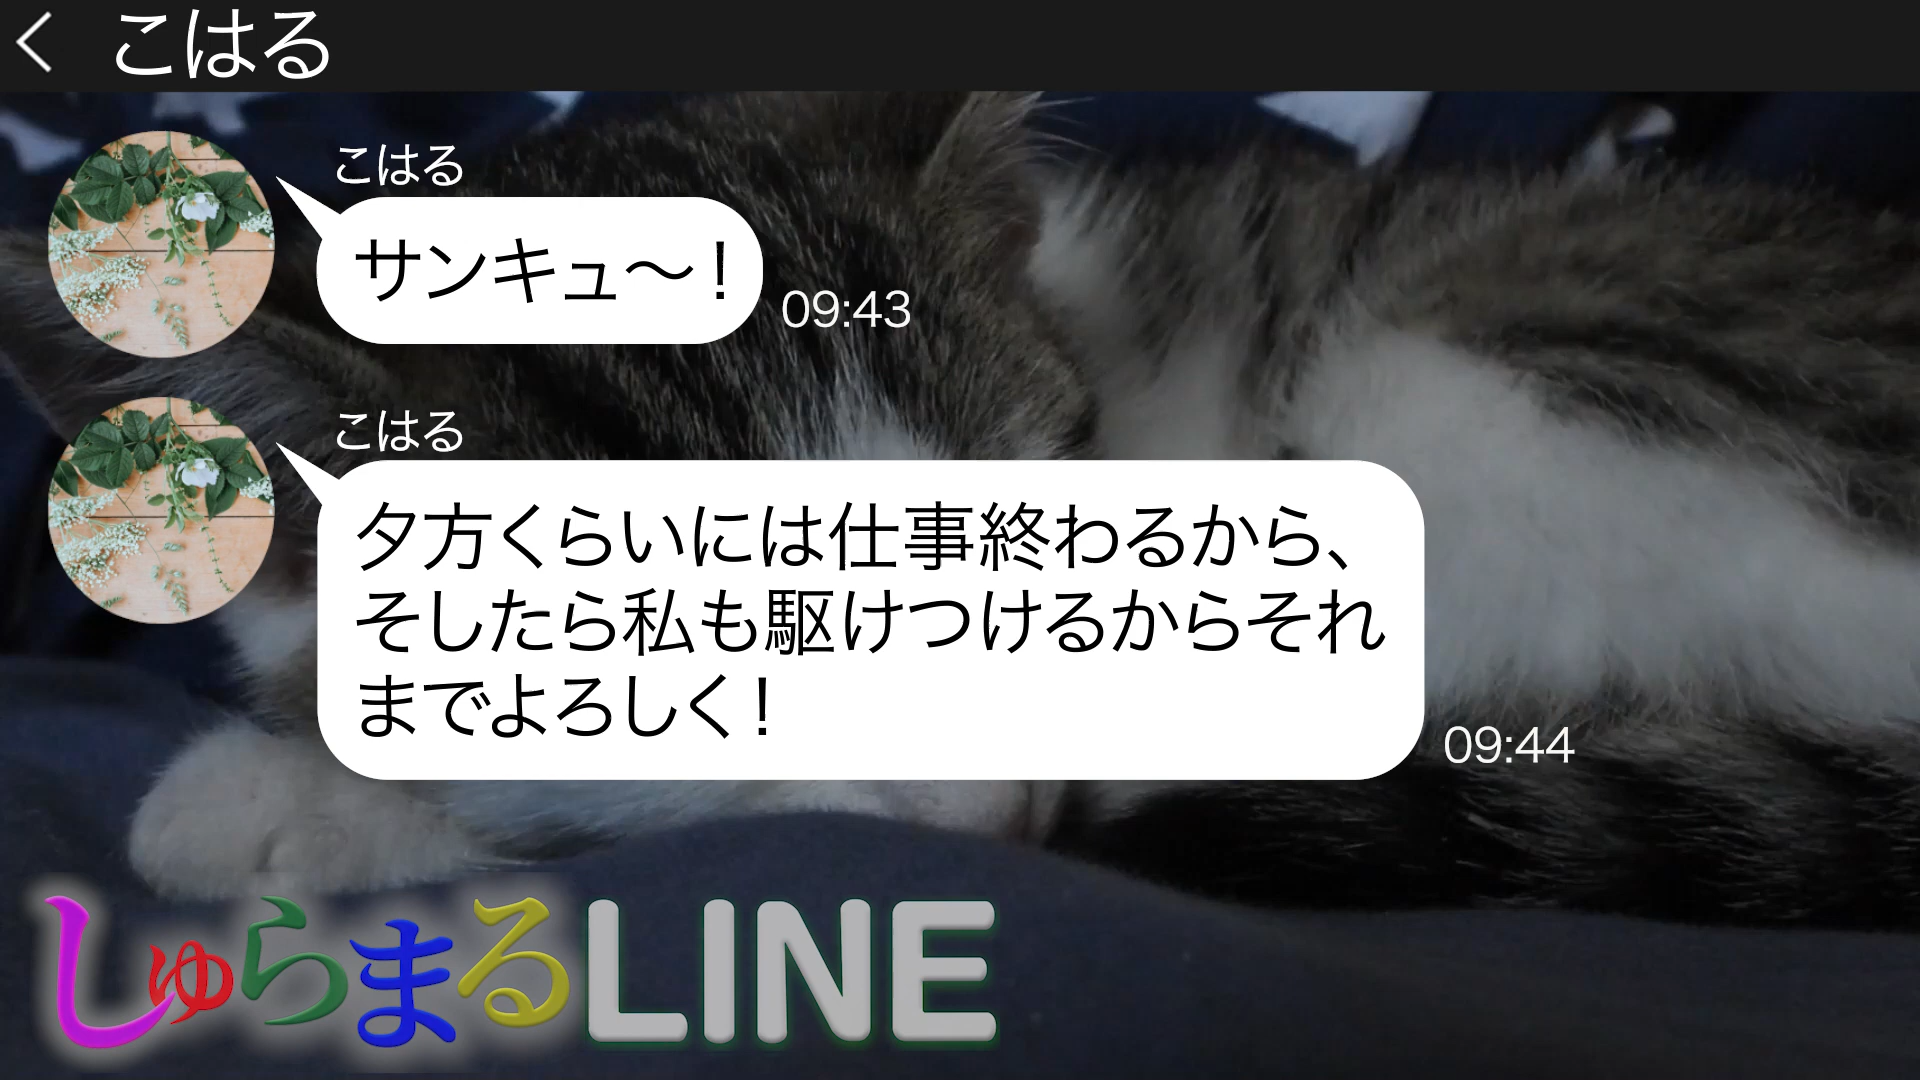 こはる
こはる
サンキュ〜！
09:43
こはる
夕方くらいには仕事終わるから、
そしたら私も駆けつけるからそれ
までよろしく！
09:44
しゅらまるLINE